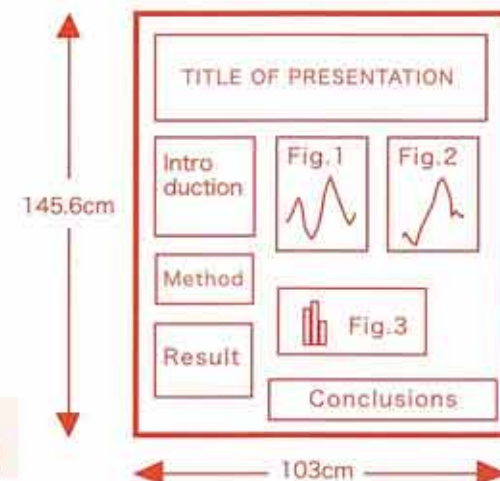 TITLE OF PRESENTATION
Intro
duction
Fig.1
Fig.2
145.6cm
Method
Fig.3
Result
Conclusions
103cm